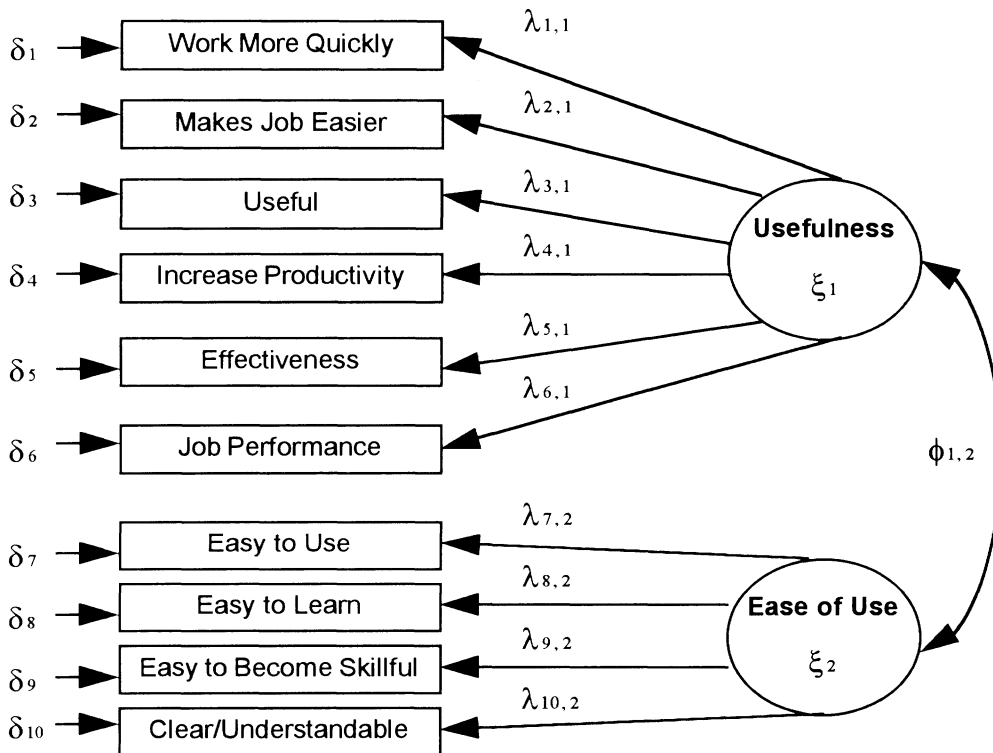 δ1 Work More Quickly λ1,1
δ2 Makes Job Easier λ2,1
δ3 Useful λ3,1
Usefulness
δ4 Increase Productivity λ4,1
ξ1
δ5 Effectiveness λ5,1
δ6 Job Performance λ6,1
ϕ1,2
δ7 Easy to Use λ7,2
δ8 Easy to Learn λ8,2
Ease of Use
δ9 Easy to Become Skillful λ9,2
ξ2
δ10 Clear/Understandable λ10,2